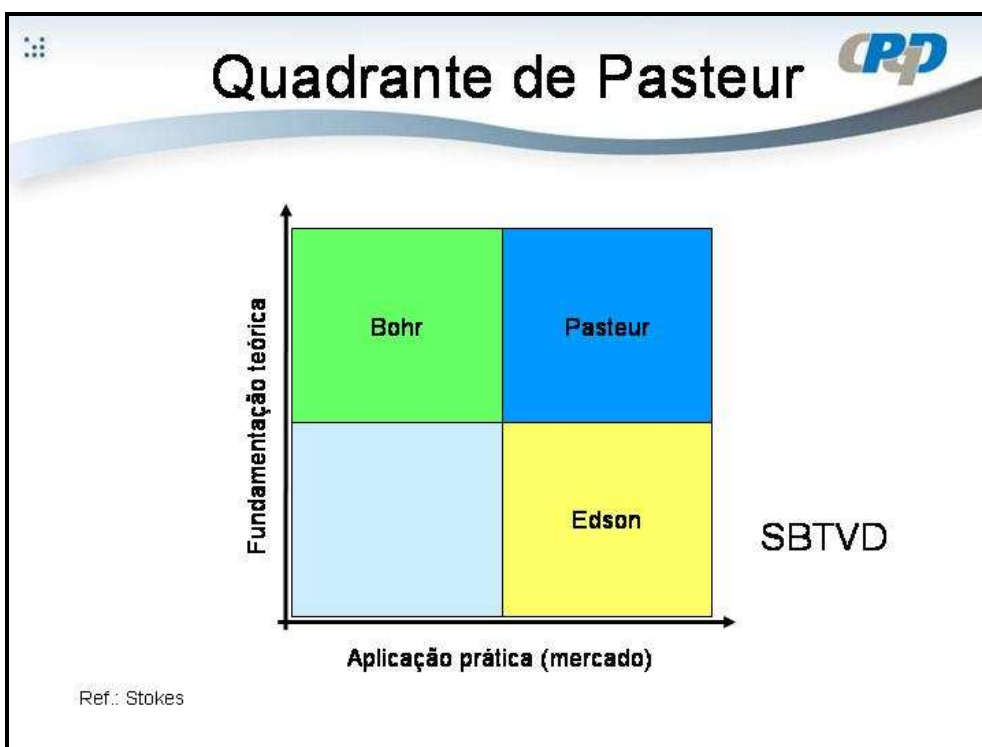 Quadrante de Pasteur
CPqD
Fundamentação teórica
Bohr
Pasteur
Edson
SBTVD
Aplicação prática (mercado)
Ref.: Stokes